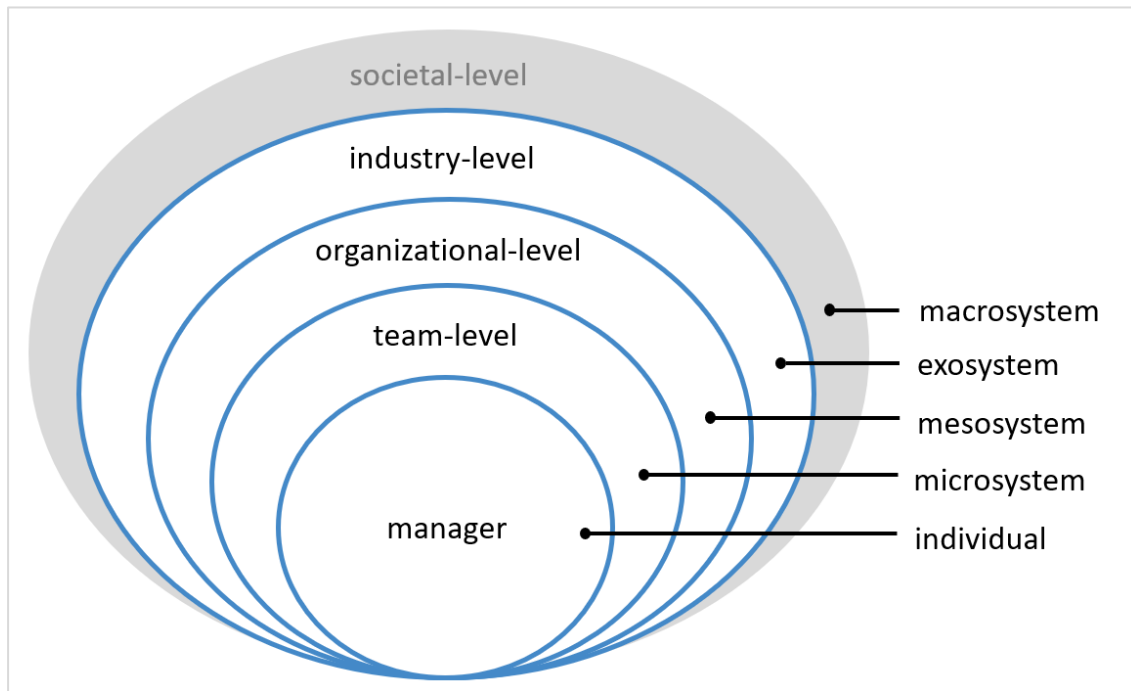 societal-level
industry-level
organizational-level
team-level
manager
macrosystem
exosystem
mesosystem
microsystem
individual